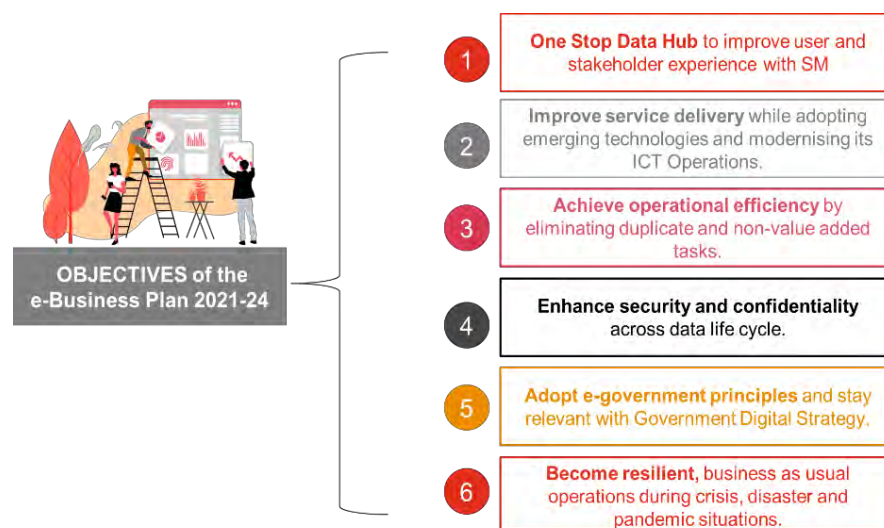 OBJECTIVES of the
e-Business Plan 2021-24
1
One Stop Data Hub to improve user and
stakeholder experience with SM
2
Improve service delivery while adopting
emerging technologies and modernising its
ICT Operations.
3
Achieve operational efficiency by
eliminating duplicate and non-value added
tasks.
4
Enhance security and confidentiality
across data life cycle.
5
Adopt e-government principles and stay
relevant with Government Digital Strategy.
6
Become resilient, business as usual
operations during crisis, disaster and
pandemic situations.